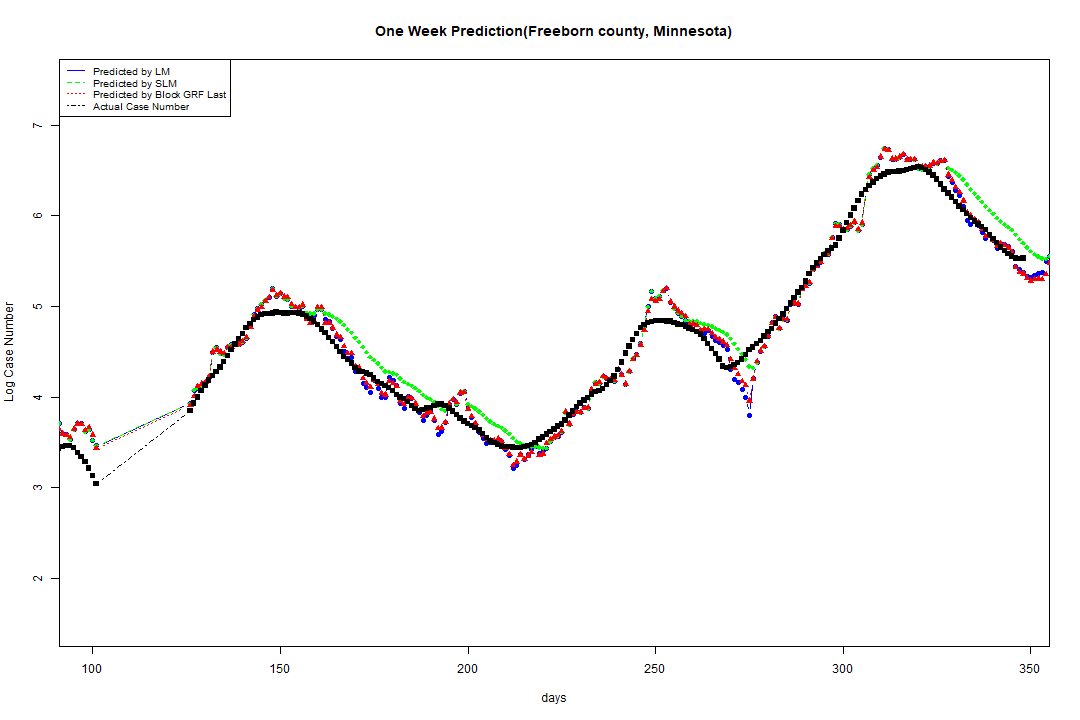 One Week Prediction(Freeborn county, Minnesota)
Predicted by LM
Predicted by SLM
Predicted by Block GRF Last
Actual Case Number
7
6
5
4
3
2
Log Case Number
100 150 200 250 300 350
days